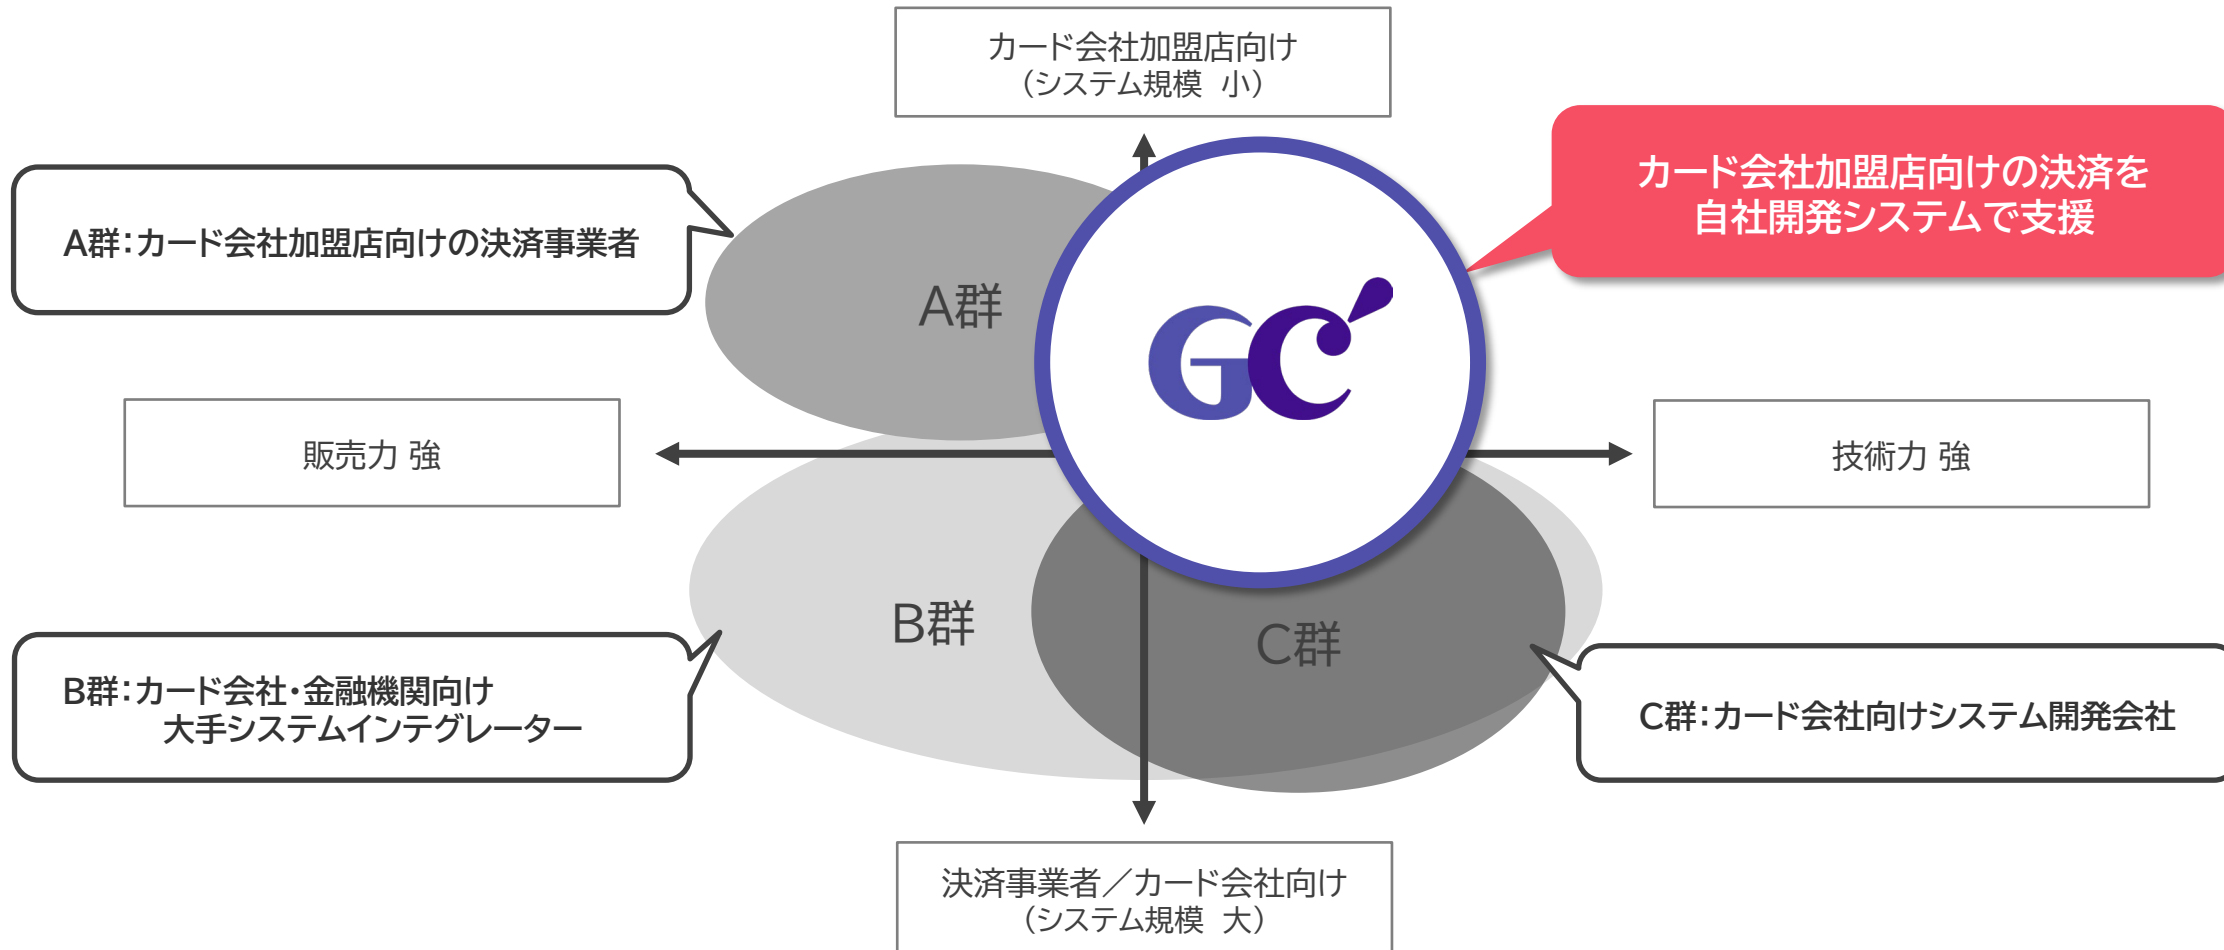 カード会社加盟店向け
（システム規模 小）
カード会社加盟店向けの決済を
自社開発システムで支援
A群：カード会社加盟店向けの決済事業者
A群
GC'
販売力 強
技術力 強
B群
C群
B群：カード会社・金融機関向け
大手システムインテグレーター
C群：カード会社向けシステム開発会社
決済事業者／カード会社向け
（システム規模 大）